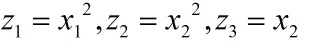 z₁ = x₁², z₂ = x₂², z₃ = x₂